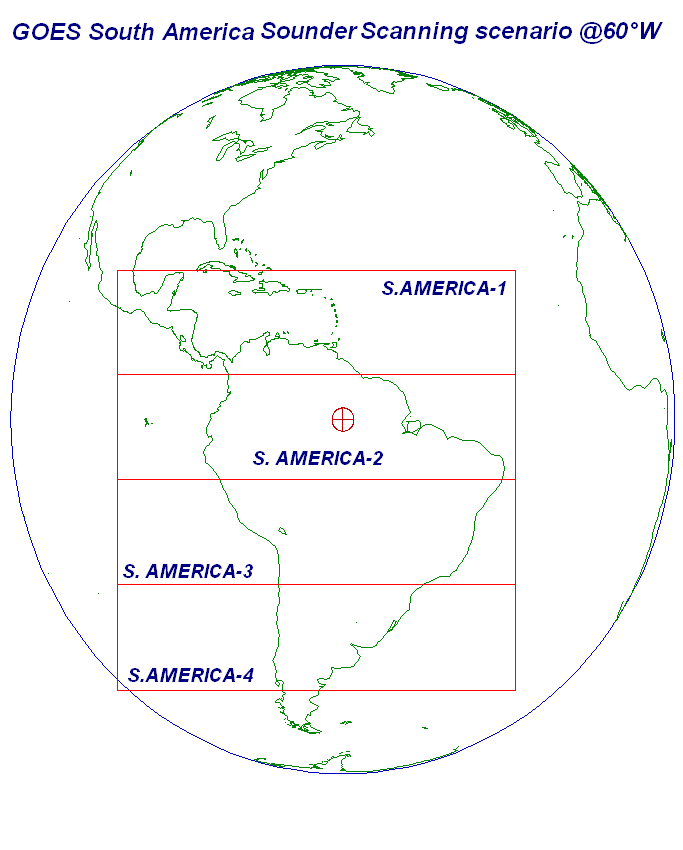 GOES South America Sounder Scanning scenario @60°W
S.AMERICA-1
S. AMERICA-2
S. AMERICA-3
S.AMERICA-4